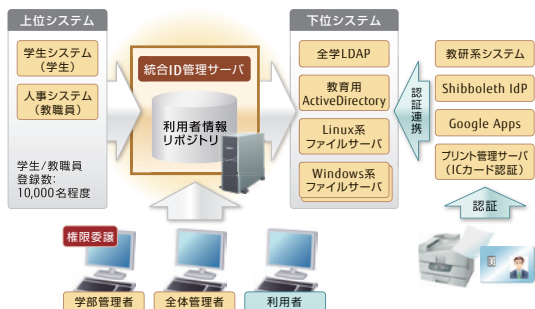 上位システム
学生システム
(学生)
人事システム
(教職員)
学生/教職員
登録数:
10,000名程度
統合ID管理サーバ
利用者情報
リポジトリ
下位システム
全学LDAP
教育用
ActiveDirectory
Linux系
ファイルサーバ
Windows系
ファイルサーバ
認証連携
教研系システム
Shibboleth IdP
Google Apps
プリント管理サーバ
(ICカード認証)
認証
権限委譲
学部管理者
全体管理者
利用者